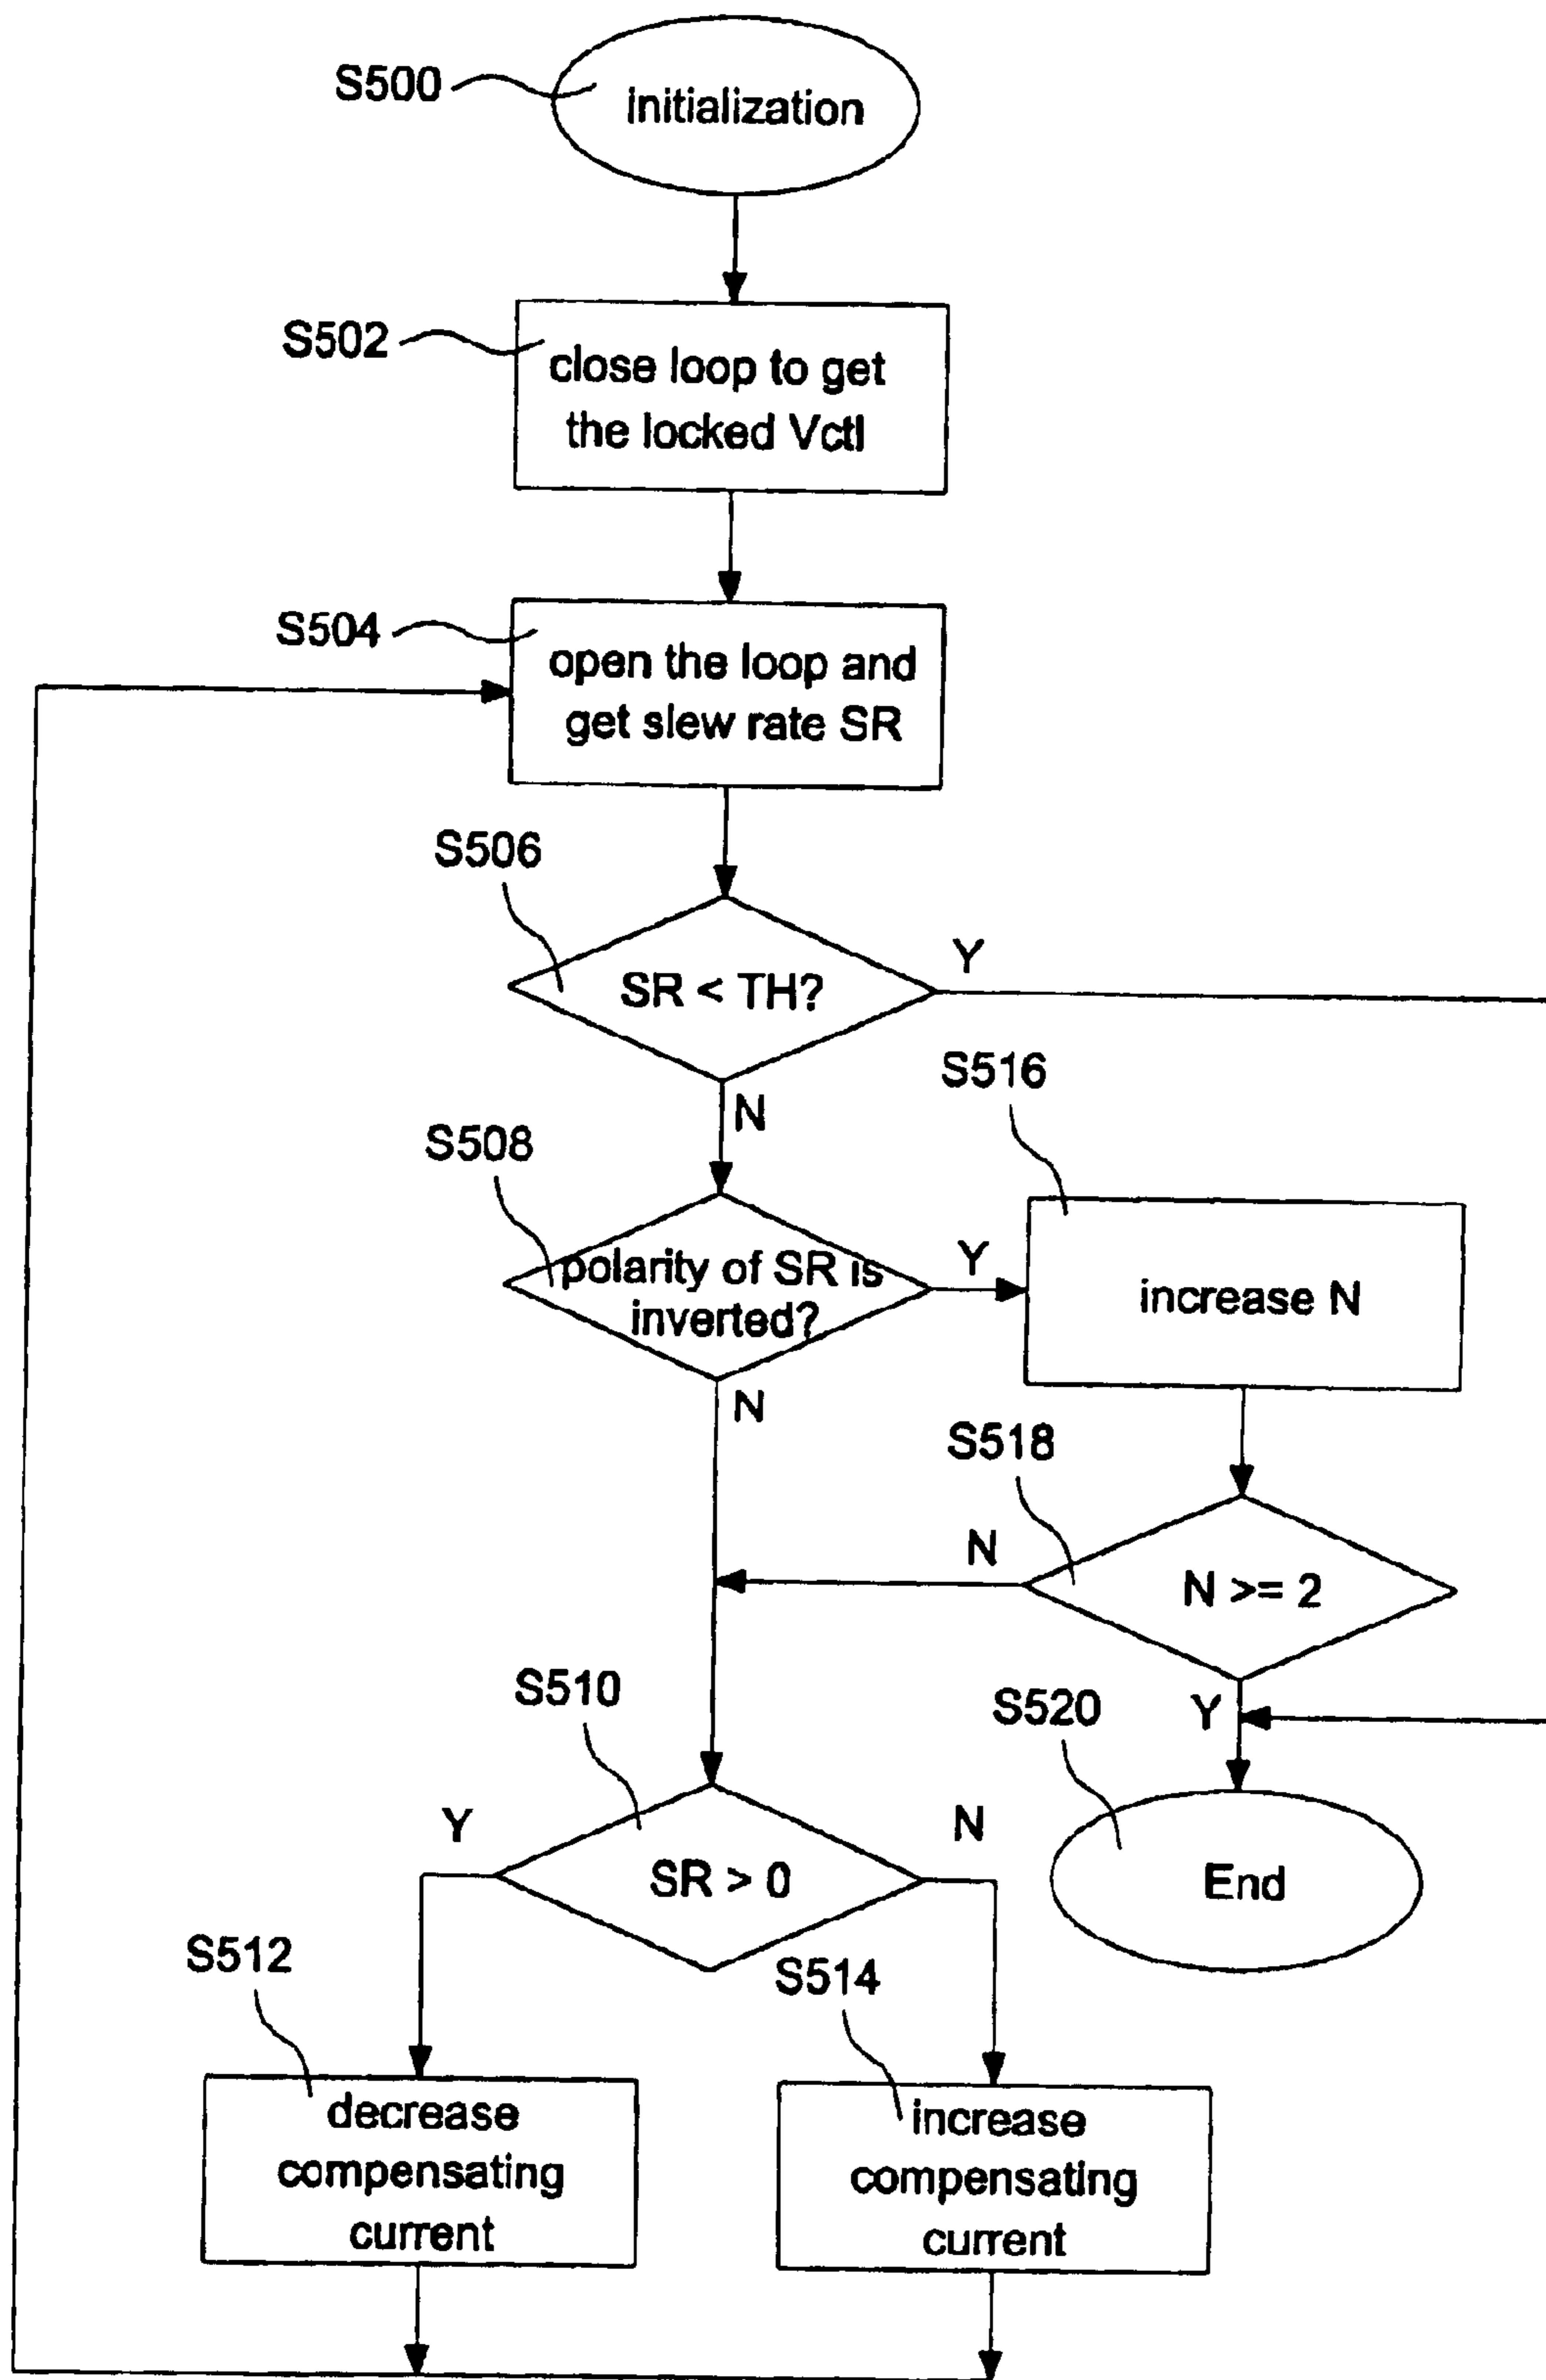 S500
Initialization
S502
close loop to get
the locked Vctl
S504
open the loop and
get slew rate SR
S506
SR < TH?
Y
N
S516
S508
polarity of SR is
inverted?
Y
increase N
N
S518
N >= 2
N
Y
S510
S520
SR > 0
Y
N
End
S512
decrease
compensating
current
S514
increase
compensating
current